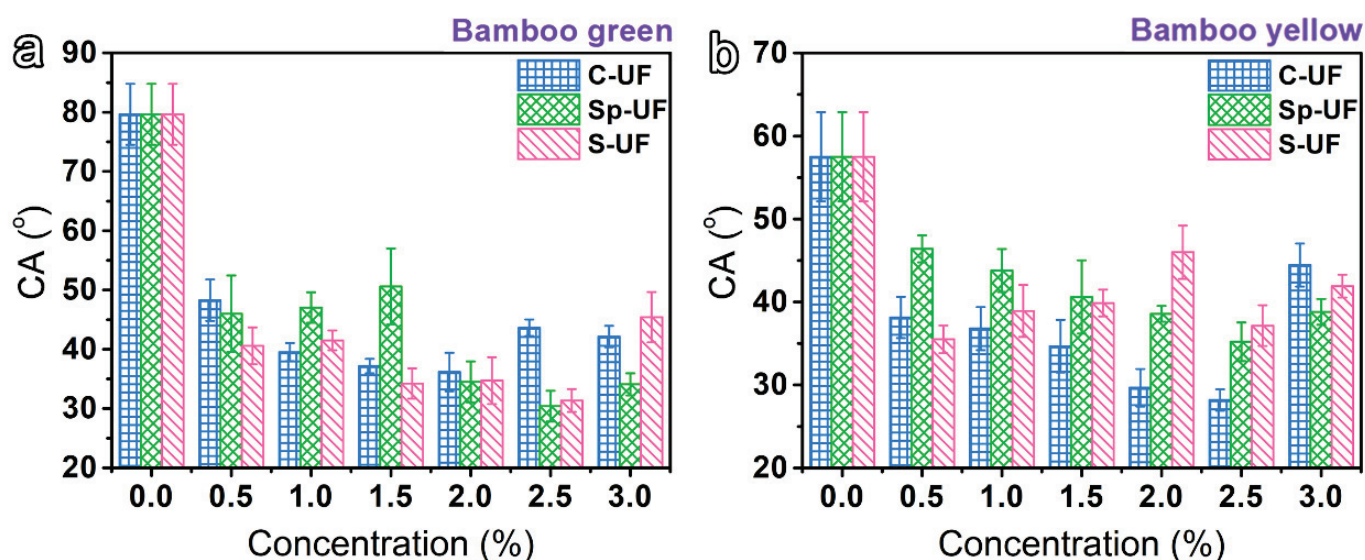 a
Bamboo green
C-UF
Sp-UF
S-UF
90
80
70
60
50
40
30
20
CA (°)
0.0 0.5 1.0 1.5 2.0 2.5 3.0
Concentration (%)
b
Bamboo yellow
C-UF
Sp-UF
S-UF
70
60
50
40
30
20
CA (°)
0.0 0.5 1.0 1.5 2.0 2.5 3.0
Concentration (%)